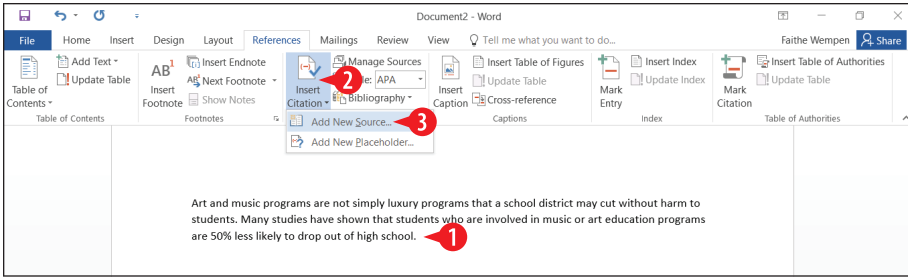 Document2 - Word
File Home Insert Design Layout References Mailings Review View Tell me what you want to do... Faithe Wempen Share
Table of Contents
Add Text
Update Table
Table of Contents
AB1 Insert Footnote
Insert Endnote
AB1 Next Footnote
Show Notes
Footnotes
Insert Citation
2
Manage Sources
APA
Bibliography
Add New Source...
3
Add New Placeholder...
Insert Caption
Insert Table of Figures
Update Table
Cross-reference
Captions
Mark Entry
Insert Index
Update Index
Index
Mark Citation
Insert Table of Authorities
Update Table
Table of Authorities
Art and music programs are not simply luxury programs that a school district may cut without harm to
students. Many studies have shown that students who are involved in music or art education programs
are 50% less likely to drop out of high school.
1